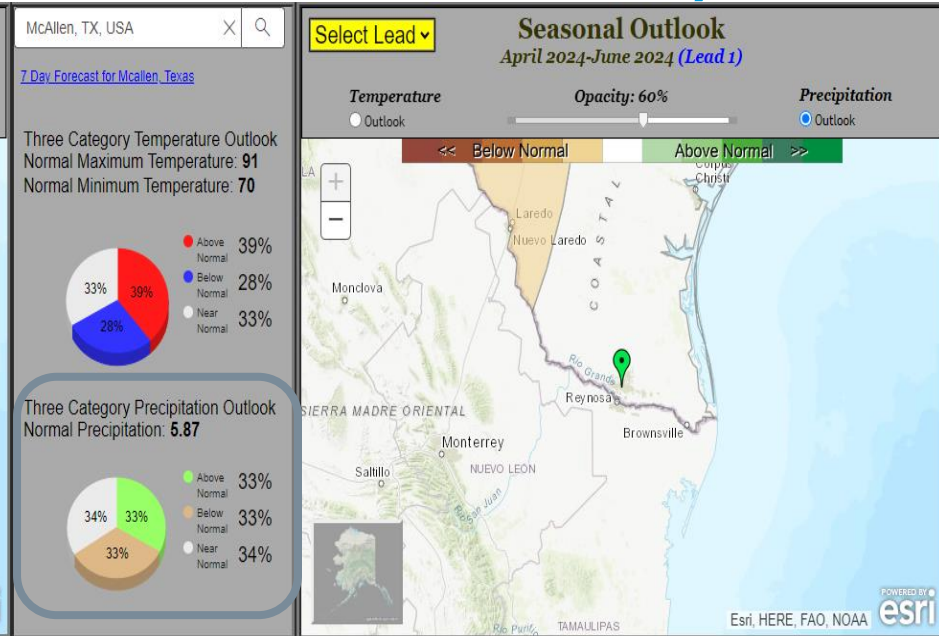 McAllen, TX, USA
7 Day Forecast for Mcallen, Texas
Three Category Temperature Outlook
Normal Maximum Temperature: 91
Normal Minimum Temperature: 70
33%
39%
28%
Above Normal 39%
Below Normal 28%
Near Normal 33%
Three Category Precipitation Outlook
Normal Precipitation: 5.87
34%
33%
33%
Above Normal 33%
Below Normal 33%
Near Normal 34%
Select Lead
Seasonal Outlook
April 2024-June 2024 (Lead 1)
Temperature
Outlook
Opacity: 60%
Precipitation
Outlook
<< Below Normal
Above Normal >>
LA
+
−
Corpus
Christi
Laredo
Nuevo Laredo
COASTAL
Monclova
Rio Grande
Reynosa
SIERRA MADRE ORIENTAL
Brownsville
Monterrey
Saltillo
NUEVO LEÓN
Rio San Juan
TAMAULIPAS
Esri, HERE, FAO, NOAA
POWERED BY
esri